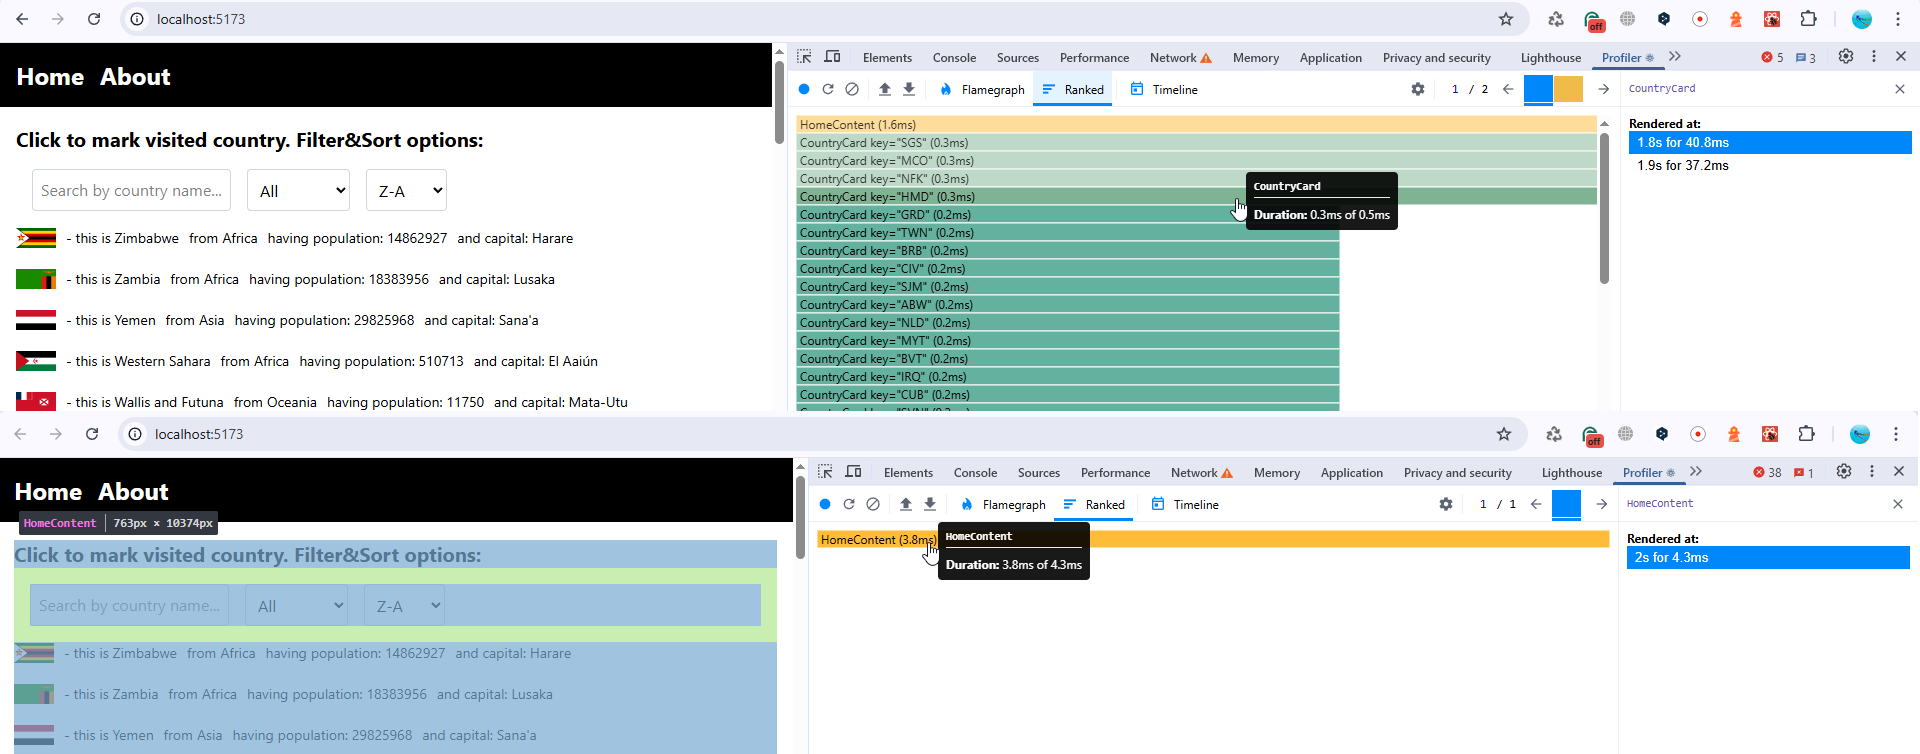 localhost:5173
off
Home About
Elements Console Sources Performance Network Memory Application Privacy and security Lighthouse Profiler 5 3
Flamegraph Ranked Timeline 1 / 2
CountryCard
Click to mark visited country. Filter&Sort options:
Search by country name... All Z-A
- this is Zimbabwe from Africa having population: 14862927 and capital: Harare
- this is Zambia from Africa having population: 18383956 and capital: Lusaka
- this is Yemen from Asia having population: 29825968 and capital: Sana'a
- this is Western Sahara from Africa having population: 510713 and capital: El Aaiún
- this is Wallis and Futuna from Oceania having population: 11750 and capital: Mata-Utu
HomeContent (1.6ms)
CountryCard key="SGS" (0.3ms)
CountryCard key="MCO" (0.3ms)
CountryCard key="NFK" (0.3ms)
CountryCard key="HMD" (0.3ms)
CountryCard key="GRD" (0.2ms)
CountryCard key="TWN" (0.2ms)
CountryCard key="BRB" (0.2ms)
CountryCard key="CIV" (0.2ms)
CountryCard key="SJM" (0.2ms)
CountryCard key="ABW" (0.2ms)
CountryCard key="NLD" (0.2ms)
CountryCard key="MYT" (0.2ms)
CountryCard key="BVT" (0.2ms)
CountryCard key="IRQ" (0.2ms)
CountryCard key="CUB" (0.2ms)
CountryCard key="SVN" (0.2ms)
CountryCard
Duration: 0.3ms of 0.5ms
Rendered at:
1.8s for 40.8ms
1.9s for 37.2ms
localhost:5173
off
Home About
HomeContent 763px × 10374px
Elements Console Sources Performance Network Memory Application Privacy and security Lighthouse Profiler 38 1
Flamegraph Ranked Timeline 1 / 1
HomeContent
Click to mark visited country. Filter&Sort options:
Search by country name... All Z-A
- this is Zimbabwe from Africa having population: 14862927 and capital: Harare
- this is Zambia from Africa having population: 18383956 and capital: Lusaka
- this is Yemen from Asia having population: 29825968 and capital: Sana'a
HomeContent (3.8ms)
HomeContent
Duration: 3.8ms of 4.3ms
Rendered at:
2s for 4.3ms